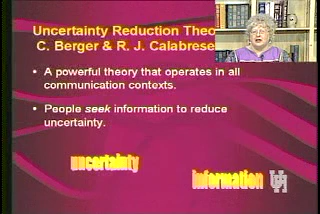 Uncertainty Reduction Theo
C. Berger & R. J. Calabrese
• A powerful theory that operates in all
communication contexts.
• People seek information to reduce
uncertainty.
uncertainty
information
UH